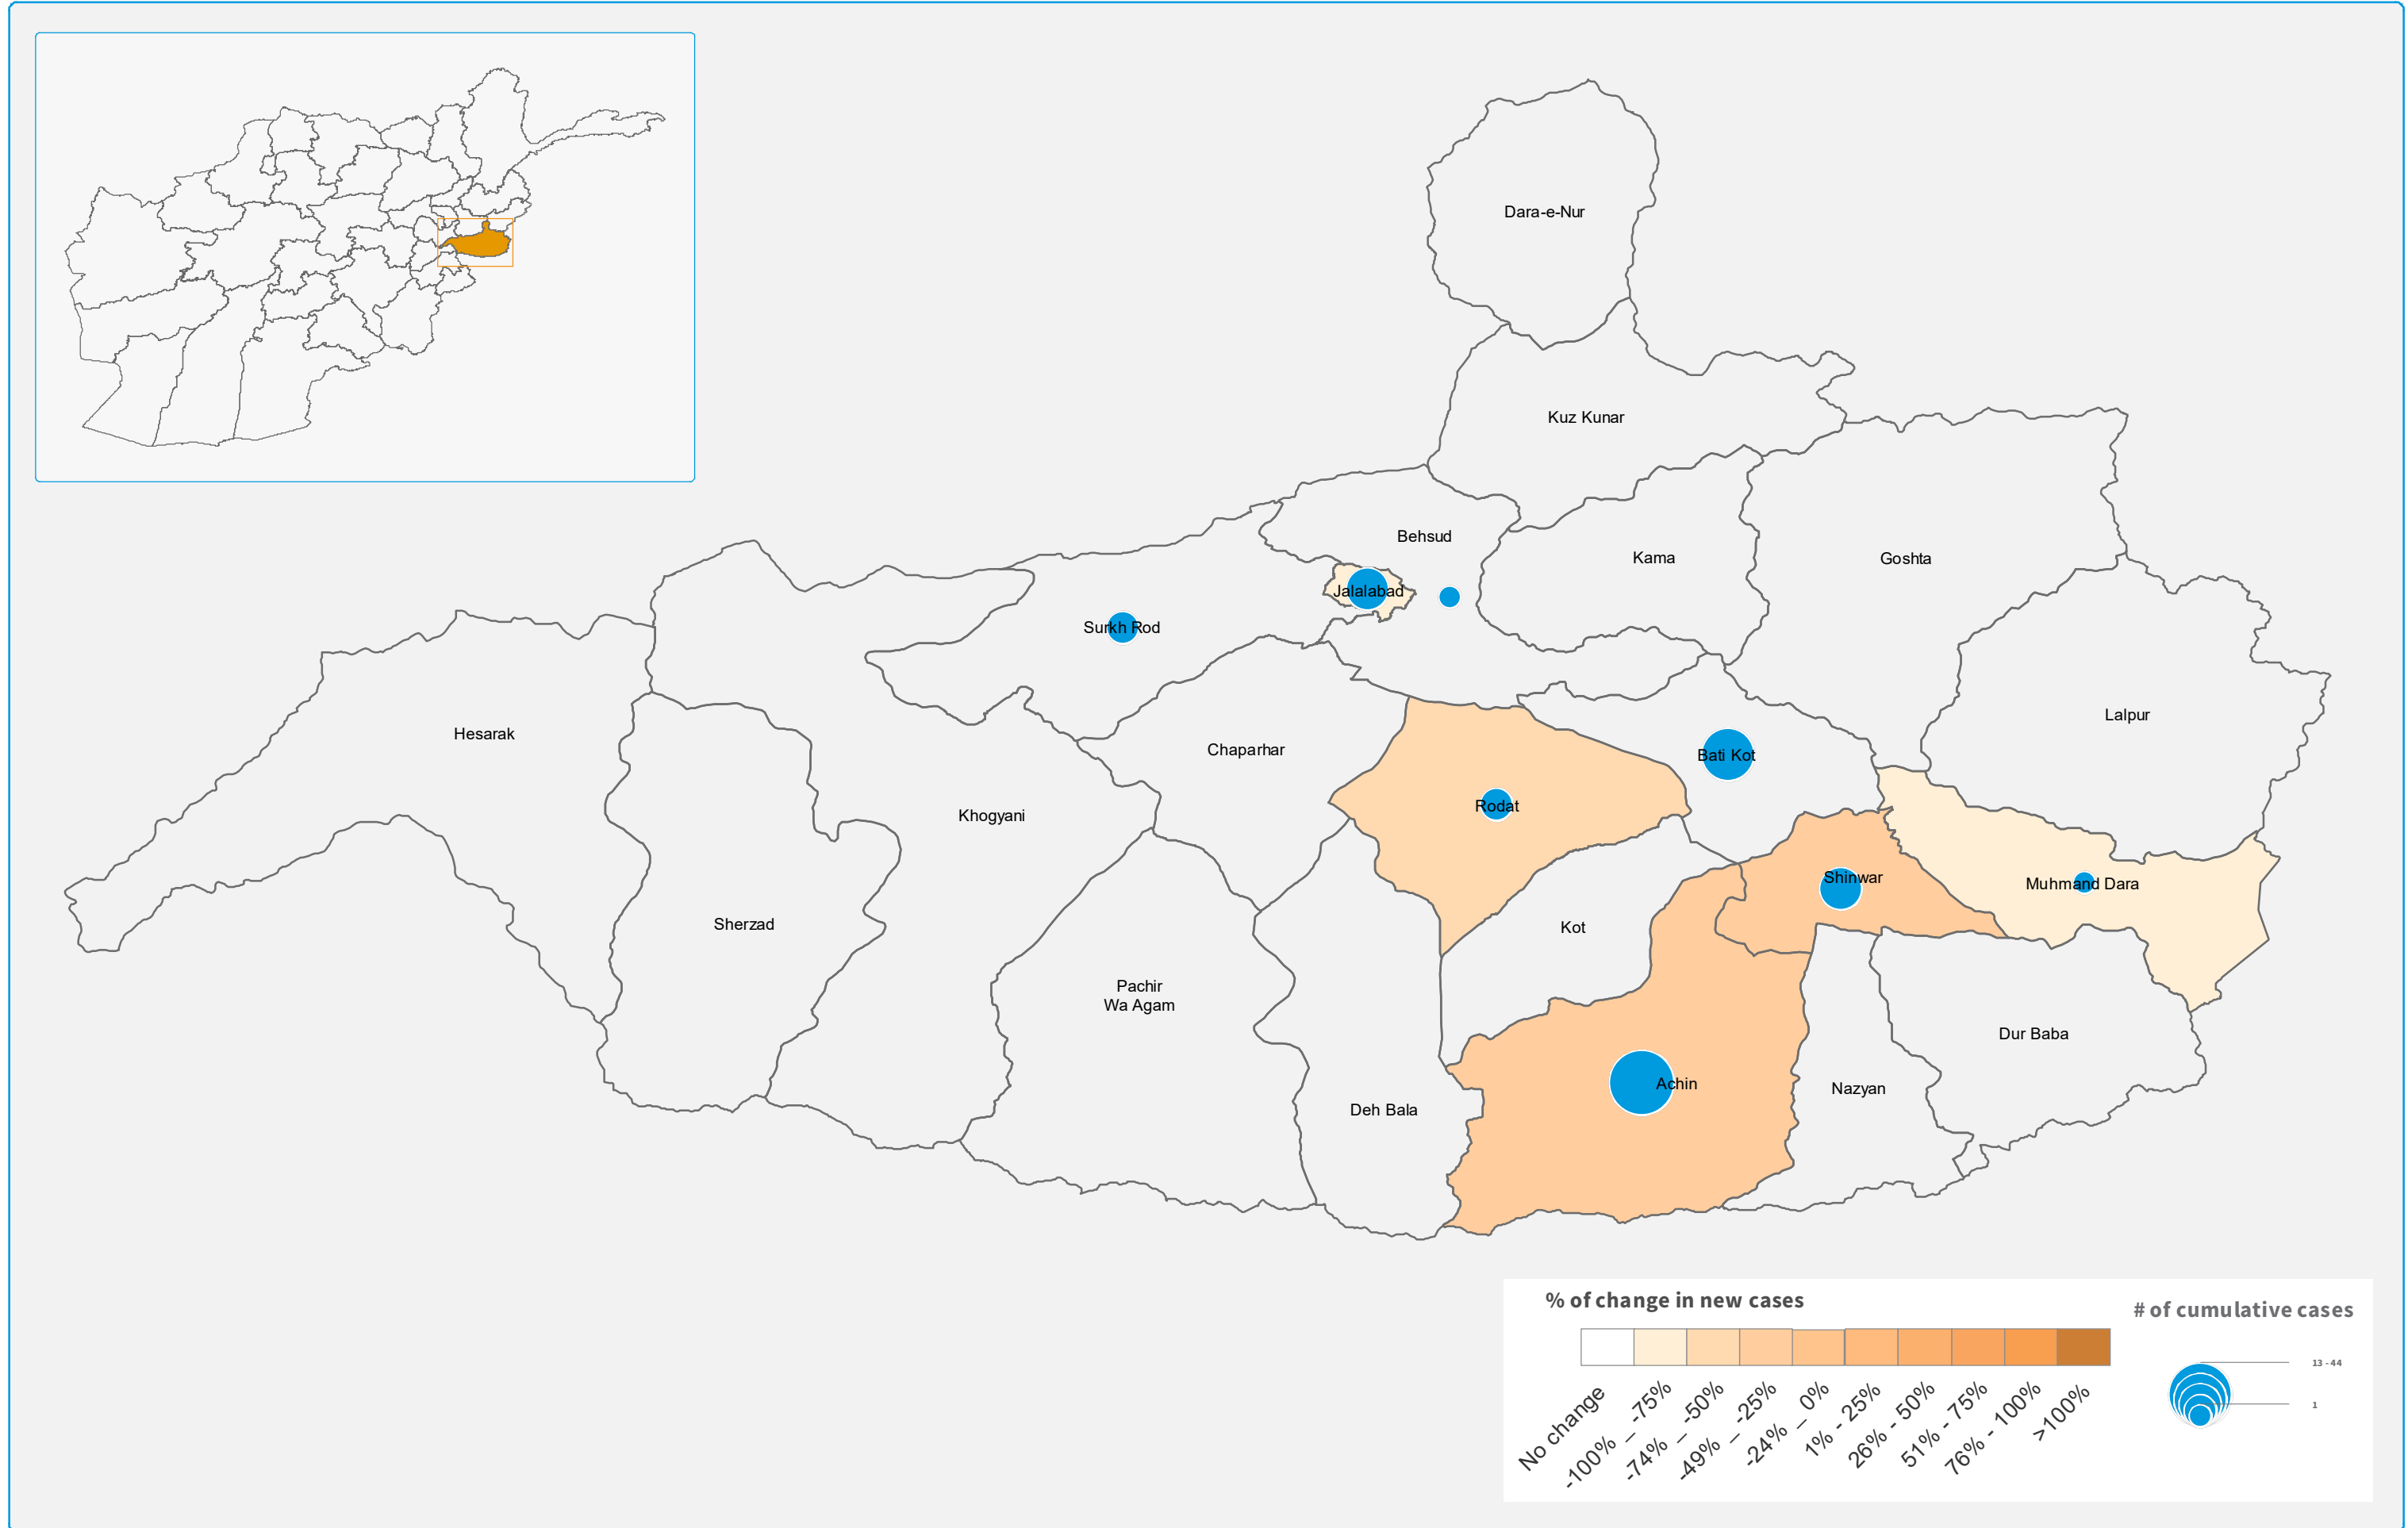 Dara-e-Nur
Kuz Kunar
Behsud
Kama
Goshta
Jalalabad
Surkh Rod
Lalpur
Hesarak
Chaparhar
Bati Kot
Rodat
Khogyani
Shinwar
Muhmand Dara
Sherzad
Kot
Pachir
Wa Agam
Dur Baba
Achin
Nazyan
Deh Bala
% of change in new cases
# of cumulative cases
13 - 44
1
No change
-100% – -75%
-74% – -50%
-49% – -25%
-24% – 0%
1% - 25%
26% - 50%
51% - 75%
76% - 100%
>100%